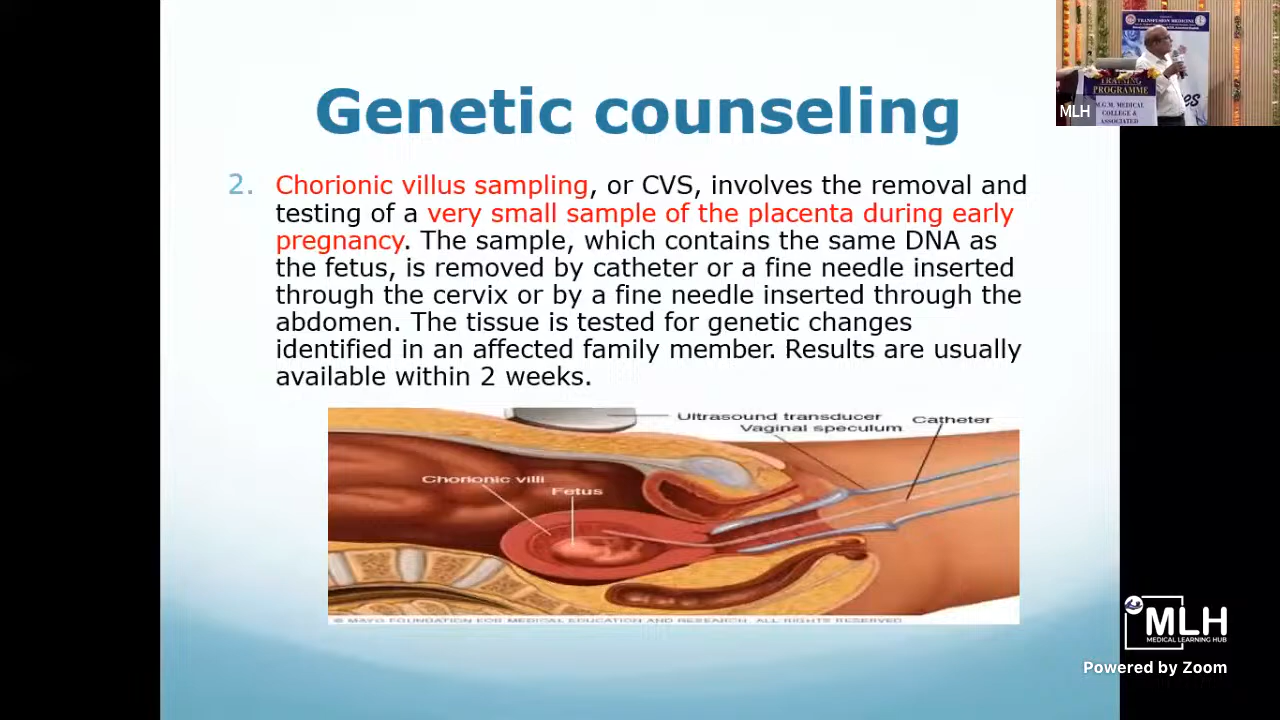 Genetic counseling
2. Chorionic villus sampling, or CVS, involves the removal and
testing of a very small sample of the placenta during early
pregnancy. The sample, which contains the same DNA as
the fetus, is removed by catheter or a fine needle inserted
through the cervix or by a fine needle inserted through the
abdomen. The tissue is tested for genetic changes
identified in an affected family member. Results are usually
available within 2 weeks.
Ultrasound transducer
Vaginal speculum
Catheter
Chorionic villi
Fetus
© MAYO FOUNDATION FOR MEDICAL EDUCATION AND RESEARCH. ALL RIGHTS RESERVED.
TRANSFUSION MEDICINE
TRAINING
PROGRAMME
M.G.M. MEDICAL
COLLEGE &
ASSOCIATED
MLH
MLH
MEDICAL LEARNING HUB
Powered by Zoom